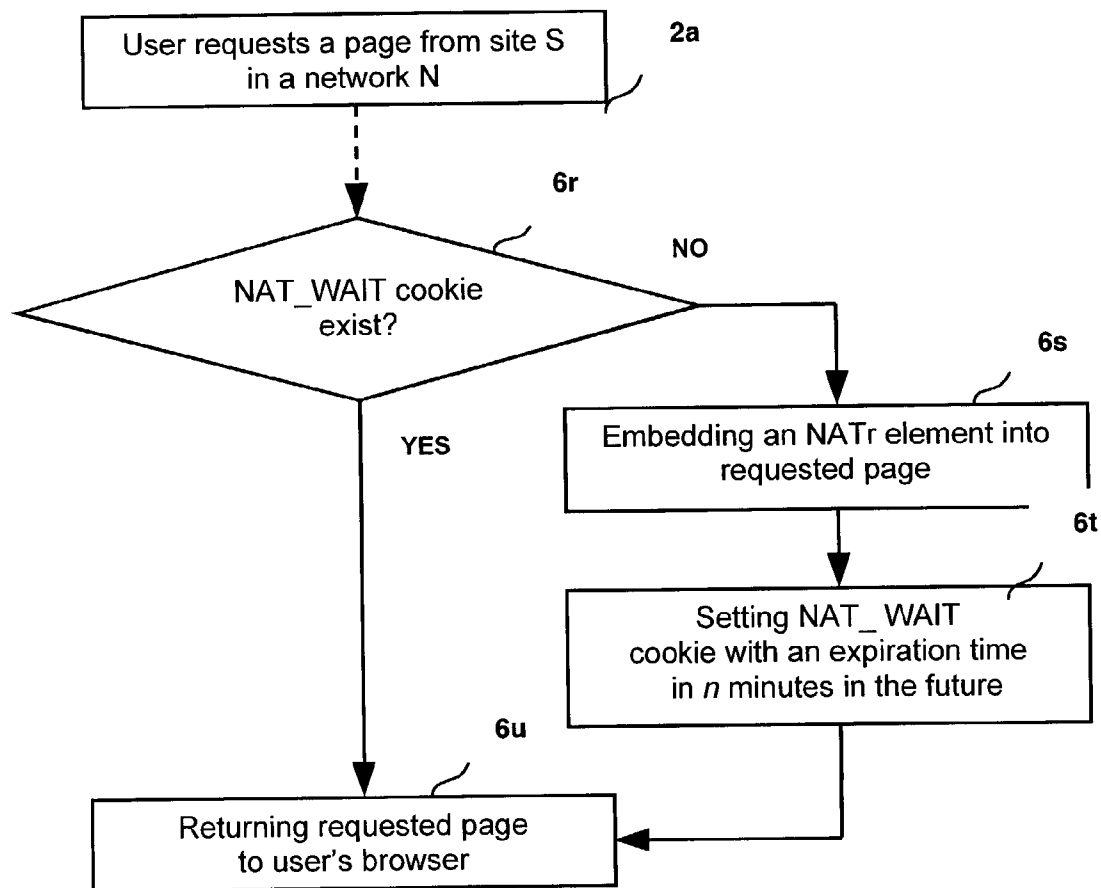 User requests a page from site S
in a network N
2a
6r
NAT_WAIT cookie
exist?
NO
YES
6s
Embedding an NATr element into
requested page
6t
Setting NAT_ WAIT
cookie with an expiration time
in n minutes in the future
6u
Returning requested page
to user's browser